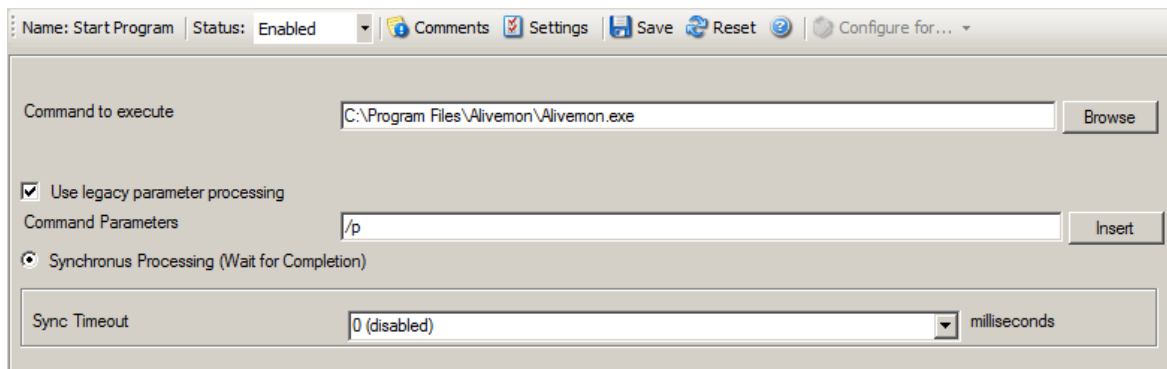 Name: Start Program Status: Enabled Comments Settings Save Reset Configure for...
Command to execute C:\Program Files\Alivemon\Alivemon.exe Browse
Use legacy parameter processing
Command Parameters /p Insert
Synchronus Processing (Wait for Completion)
Sync Timeout 0 (disabled) milliseconds